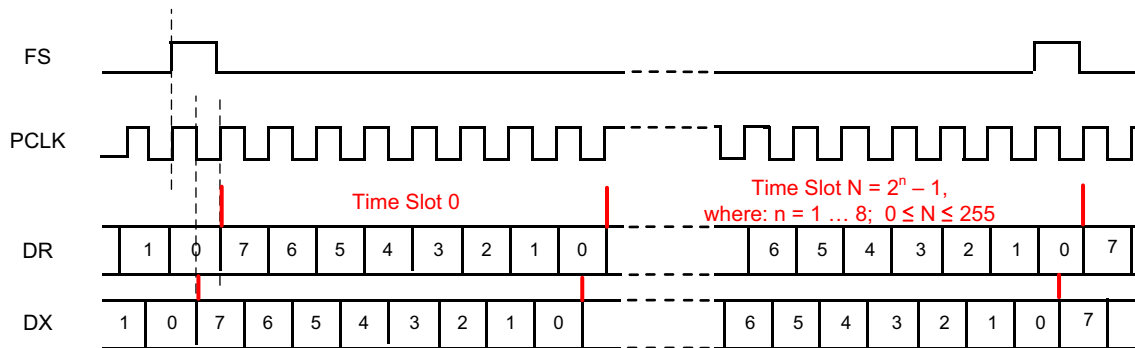 FS
PCLK
Time Slot 0
Time Slot N = 2ⁿ – 1,
where: n = 1 … 8; 0 ≤ N ≤ 255
DR 1 0 7 6 5 4 3 2 1 0 6 5 4 3 2 1 0 7
DX 1 0 7 6 5 4 3 2 1 0 6 5 4 3 2 1 0 7